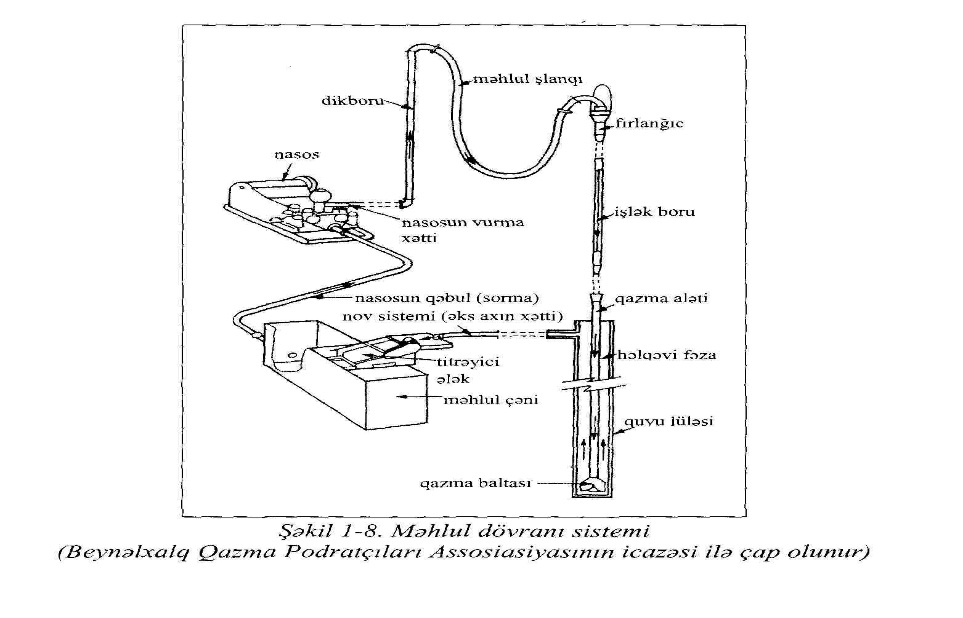 məhlul şlanqı
dikboru
fırlanğıc
nasos
işlək boru
nasosun vurma
xətti
nasosun qəbul (sorma)
qazma aləti
nov sistemi (əks axın xətti)
həlqəvi fəza
titrəyici
ələk
məhlul çəni
quyu lüləsi
qazma baltası
Şəkil 1-8. Məhlul dövranı sistemi
(Beynəlxalq Qazma Podratçıları Assosiasiyasının icazəsi ilə çap olunur)